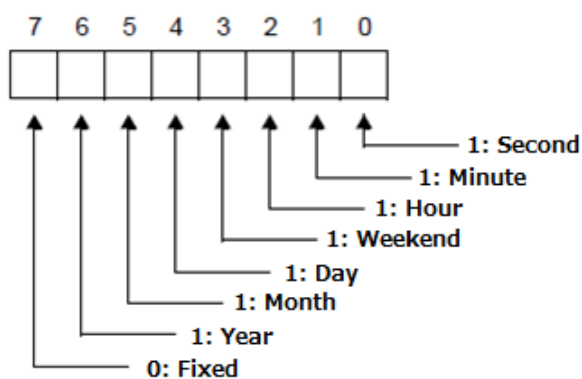 7 6 5 4 3 2 1 0
1: Second
1: Minute
1: Hour
1: Weekend
1: Day
1: Month
1: Year
0: Fixed